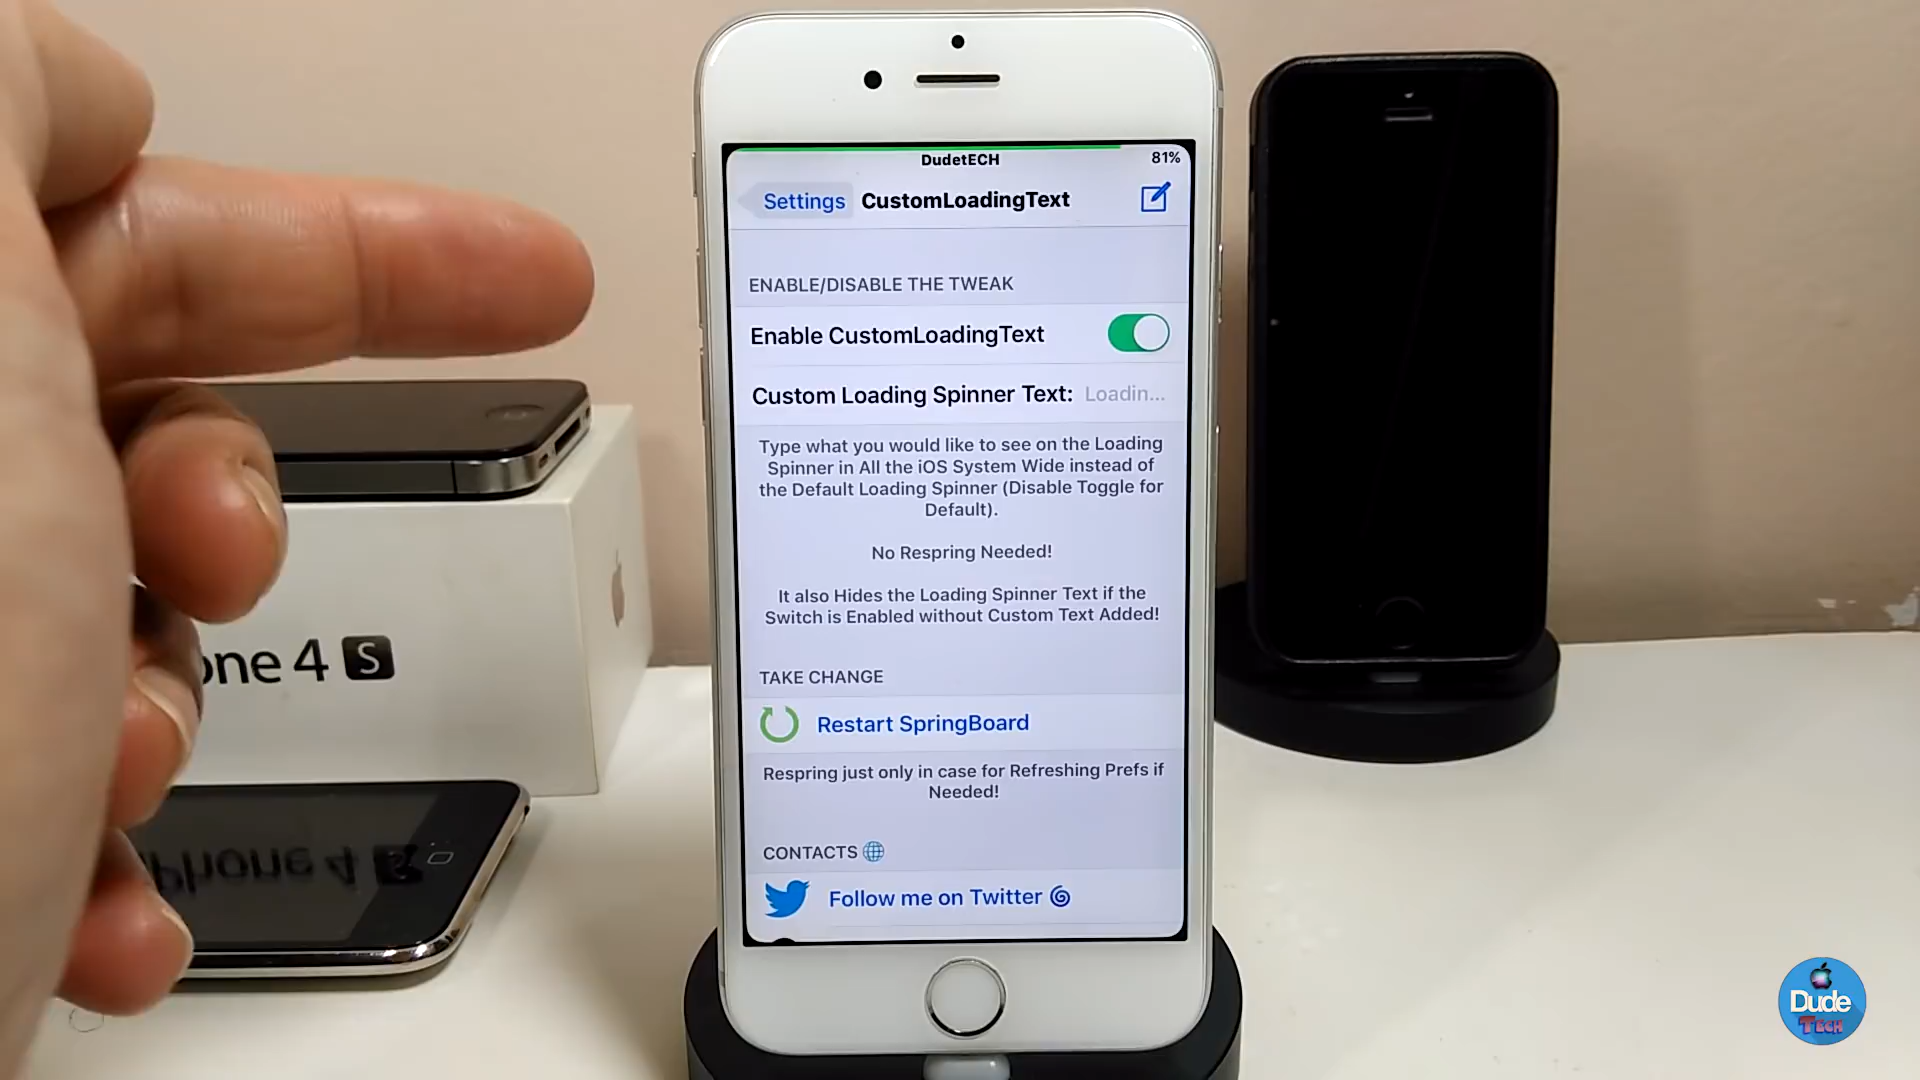 DudetECH
81%
Settings
CustomLoadingText
ENABLE/DISABLE THE TWEAK
Enable CustomLoadingText
Custom Loading Spinner Text: Loadin...
Type what you would like to see on the Loading
Spinner in All the iOS System Wide instead of
the Default Loading Spinner (Disable Toggle for
Default).
No Respring Needed!
It also Hides the Loading Spinner Text if the
Switch is Enabled without Custom Text Added!
TAKE CHANGE
Restart SpringBoard
Respring just only in case for Refreshing Prefs if
Needed!
CONTACTS
Follow me on Twitter
one 4 S
iPhone 4
Dude
TECH